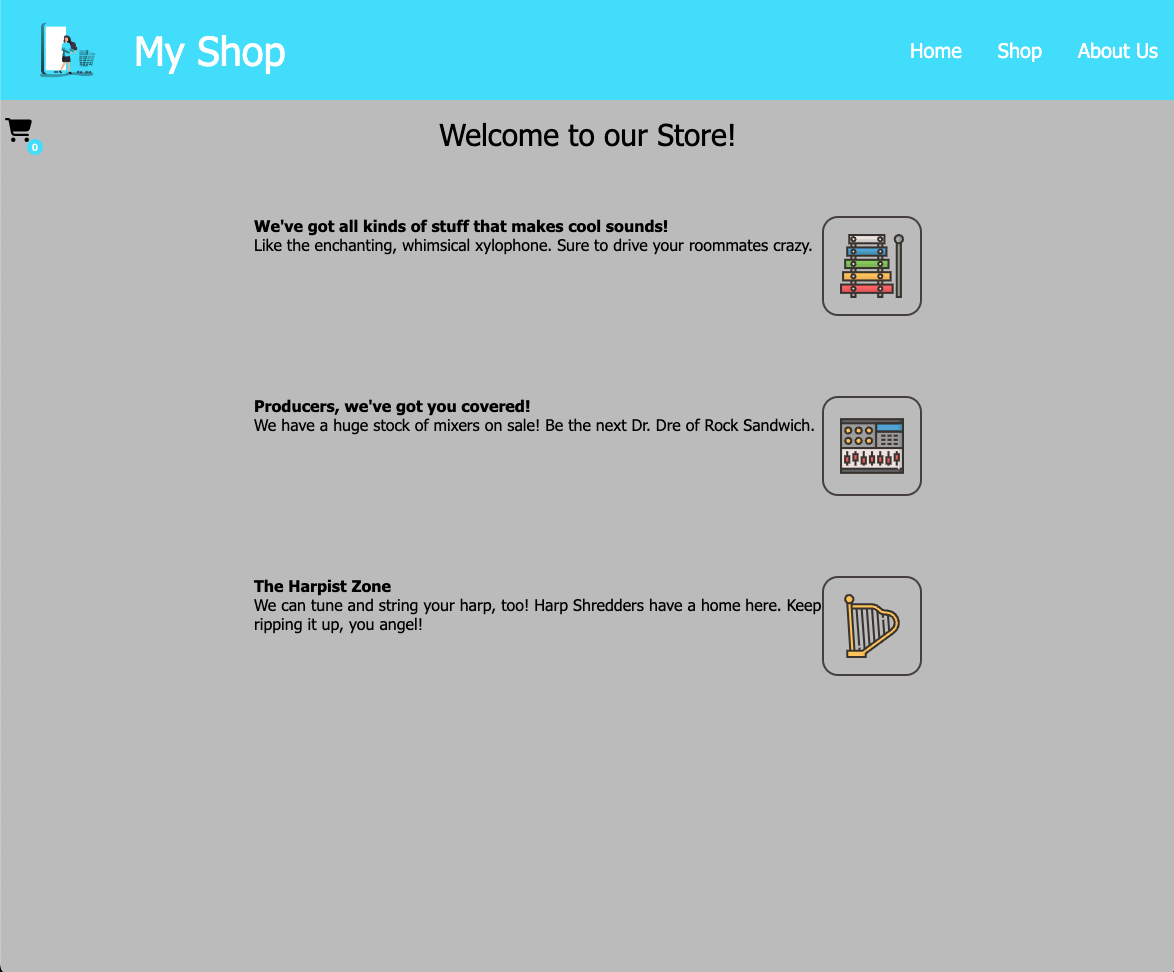 My Shop
Home
Shop
About Us
0
Welcome to our Store!
We've got all kinds of stuff that makes cool sounds!
Like the enchanting, whimsical xylophone. Sure to drive your roommates crazy.
Producers, we've got you covered!
We have a huge stock of mixers on sale! Be the next Dr. Dre of Rock Sandwich.
The Harpist Zone
We can tune and string your harp, too! Harp Shredders have a home here. Keep
ripping it up, you angel!